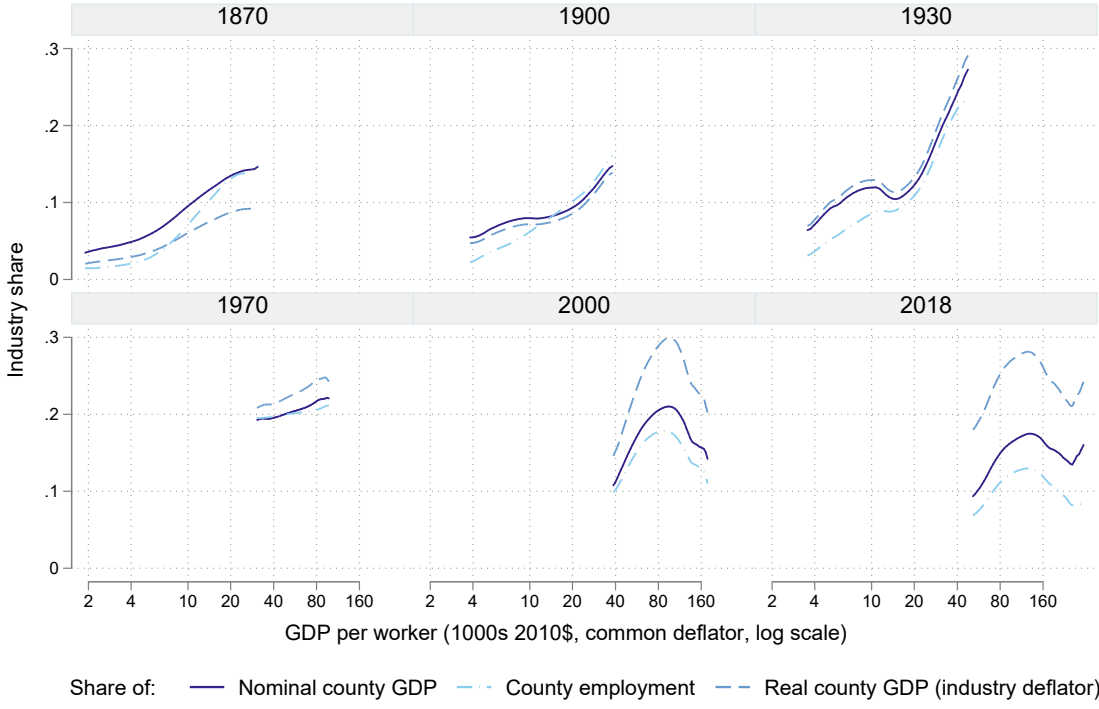 1870 1900 1930
.3
.2
.1
0
1970 2000 2018
.3
.2
.1
0
Industry share
2 4 10 20 40 80 160 2 4 10 20 40 80 160 2 4 10 20 40 80 160
GDP per worker (1000s 2010$, common deflator, log scale)
Share of: Nominal county GDP County employment Real county GDP (industry deflator)